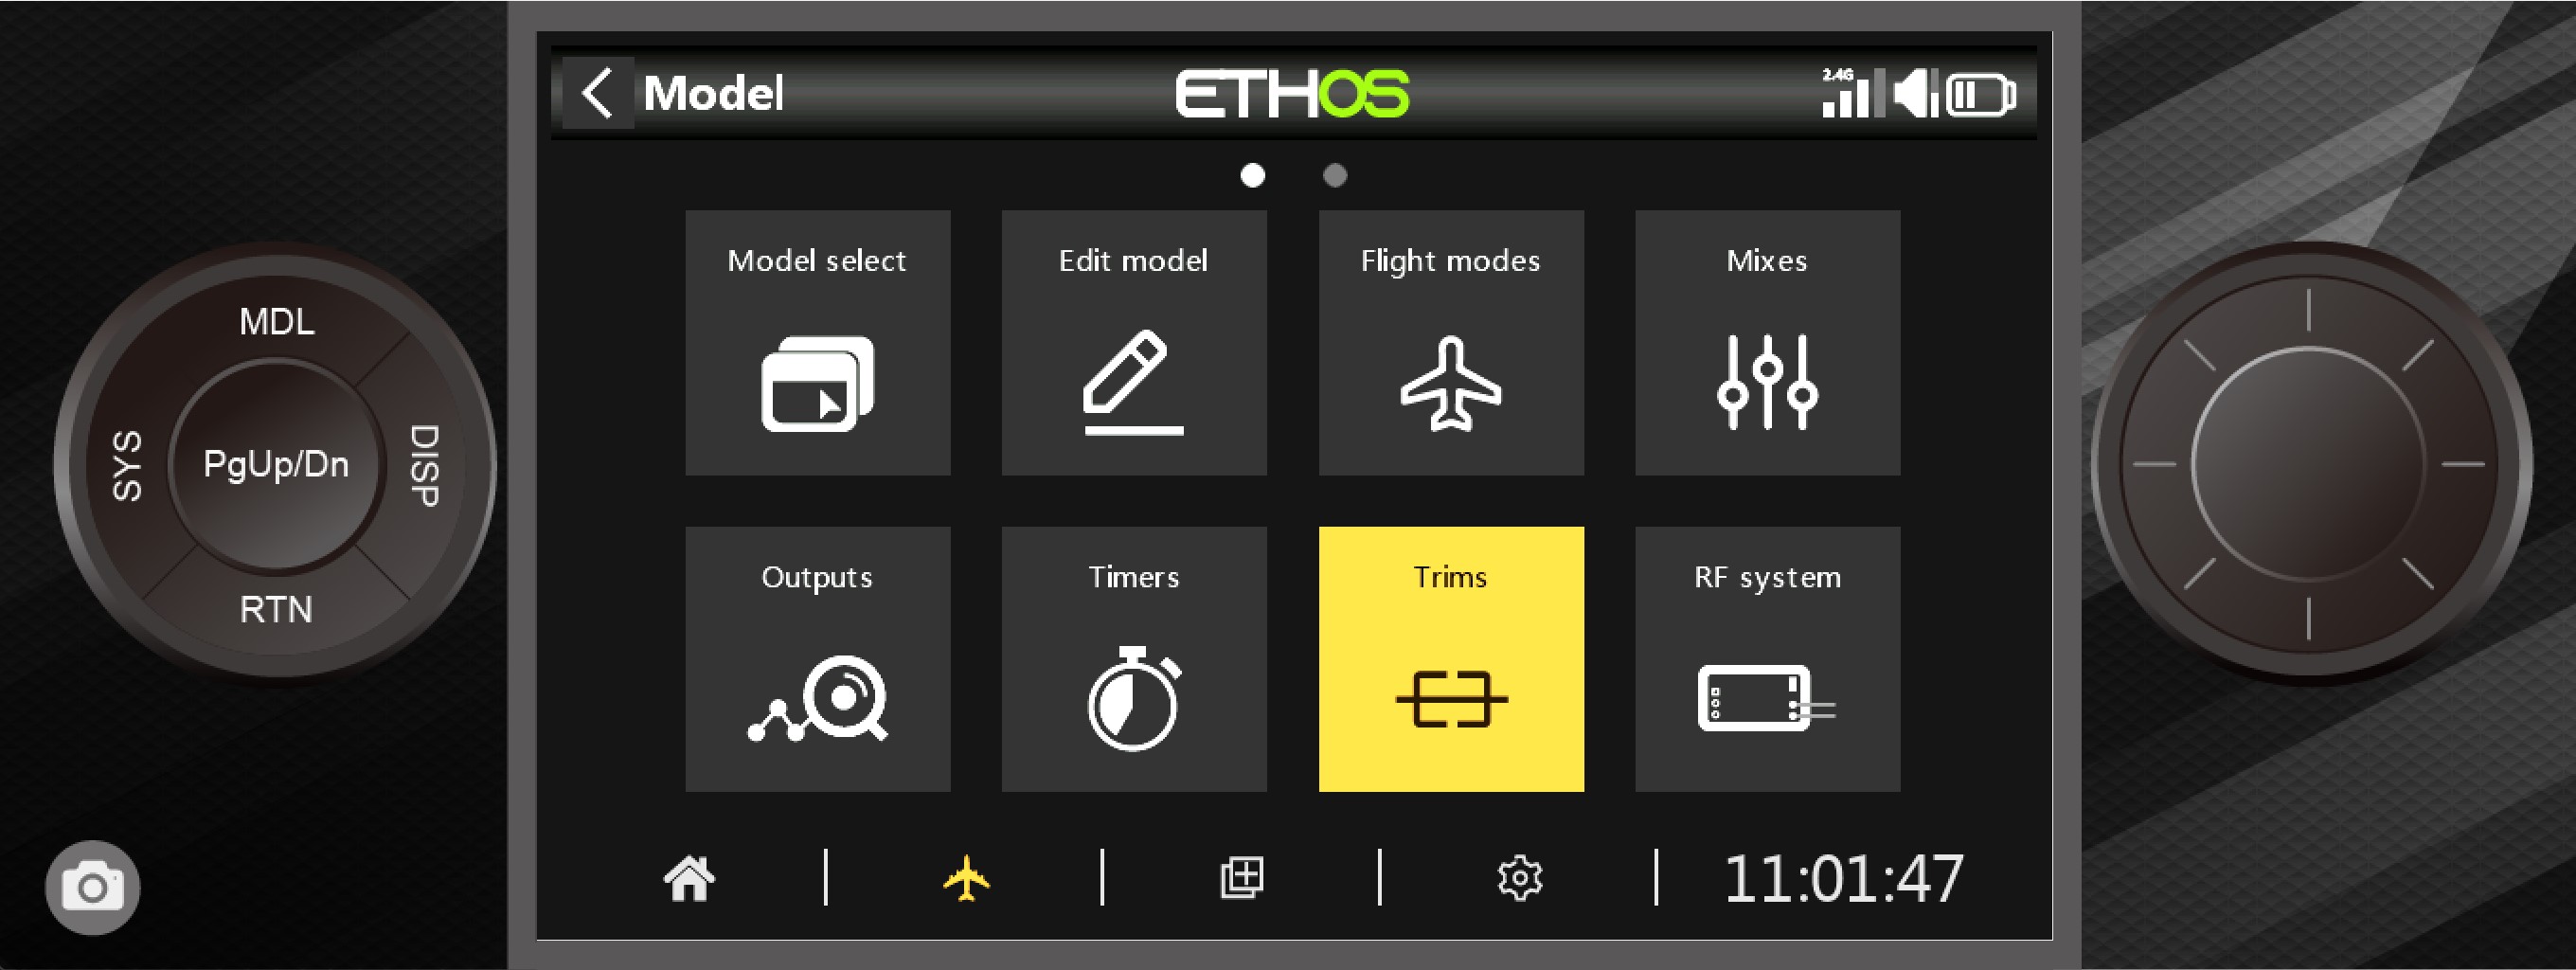 Model
ETHOS
2.4G
Model select
Edit model
Flight modes
Mixes
MDL
SYS
PgUp/Dn
DISP
RTN
Outputs
Timers
Trims
RF system
11:01:47